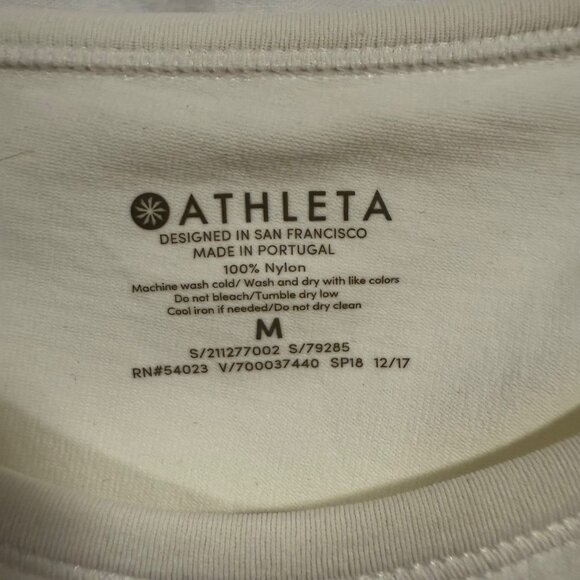 ATHLETA
DESIGNED IN SAN FRANCISCO
MADE IN PORTUGAL
100% Nylon
Machine wash cold/ Wash and dry with like colors
Do not bleach/Tumble dry low
Cool iron if needed/Do not dry clean
M
S/211277002 S/79285
RN#54023 V/700037440 SP18 12/17